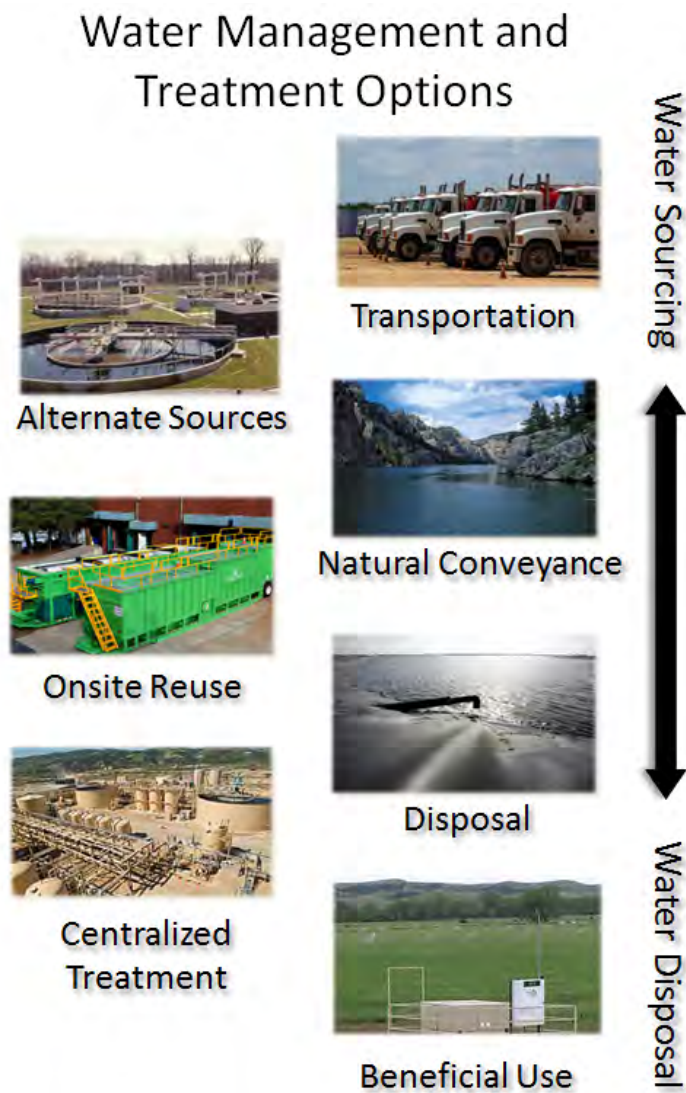 Water Management and
Treatment Options
Water Sourcing
Transportation
Alternate Sources
Natural Conveyance
Onsite Reuse
Disposal
Centralized
Treatment
Beneficial Use
Water Disposal